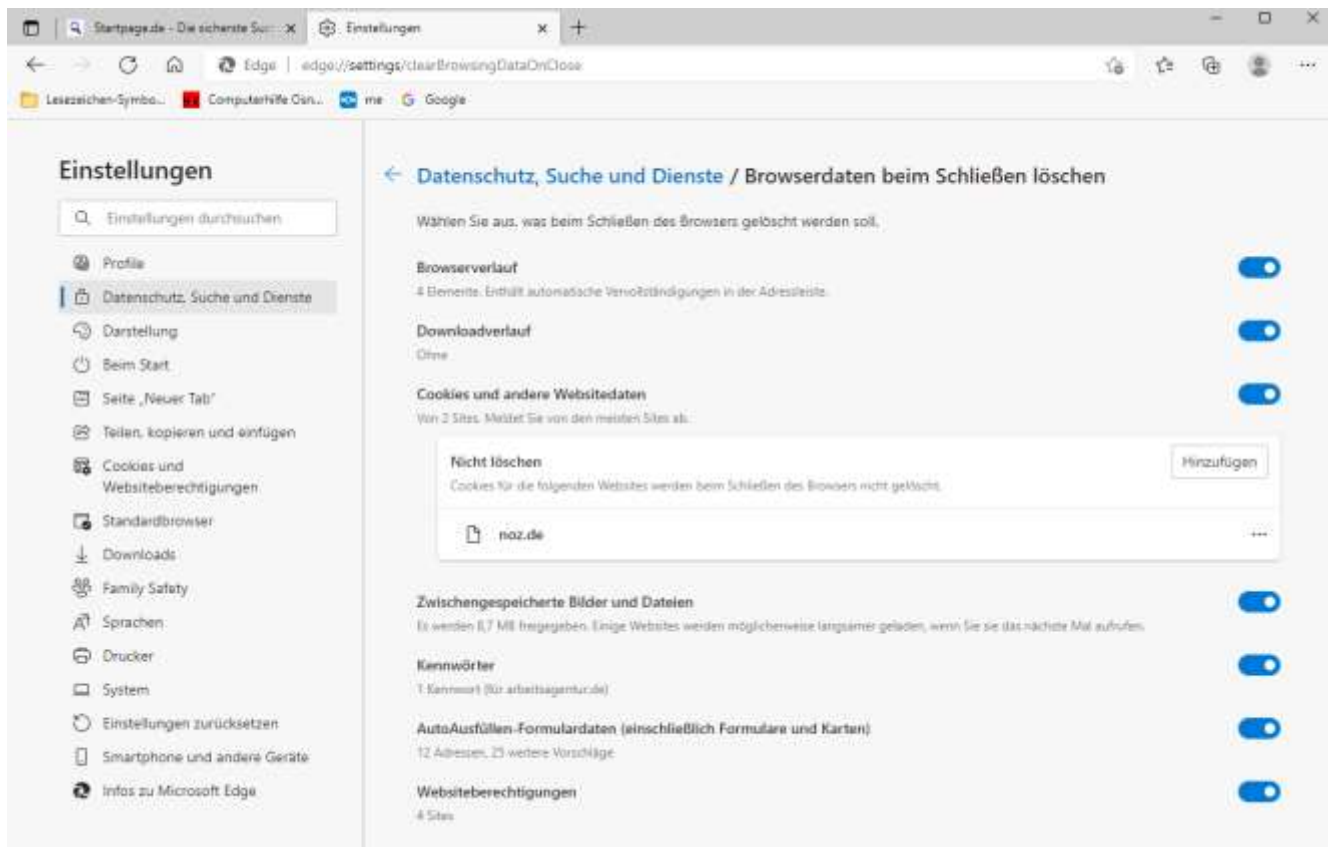 Startpage.de - Die sicherste Suc
Einstellungen
Edge | edge://settings/clearBrowsingDataOnClose
Lesezeichen-Symbo...
Computerhilfe Osn...
me
Google
Einstellungen
Einstellungen durchsuchen
Profile
Datenschutz, Suche und Dienste
Darstellung
Beim Start
Seite „Neuer Tab“
Teilen, kopieren und einfügen
Cookies und
Websiteberechtigungen
Standardbrowser
Downloads
Family Safety
Sprachen
Drucker
System
Einstellungen zurücksetzen
Smartphone und andere Geräte
Infos zu Microsoft Edge
Datenschutz, Suche und Dienste / Browserdaten beim Schließen löschen
Wählen Sie aus, was beim Schließen des Browsers gelöscht werden soll.
Browserverlauf
4 Elemente. Enthält automatische Vervollständigungen in der Adressleiste.
Downloadverlauf
Ohne
Cookies und andere Websitedaten
Von 2 Sites. Meldet Sie von den meisten Sites ab.
Nicht löschen
Hinzufügen
Cookies für die folgenden Websites werden beim Schließen des Browsers nicht gelöscht.
noz.de
Zwischengespeicherte Bilder und Dateien
Es werden 8,7 MB freigegeben. Einige Websites werden möglicherweise langsamer geladen, wenn Sie sie das nächste Mal aufrufen.
Kennwörter
1 Kennwort (für arbeitsagentur.de)
AutoAusfüllen-Formulardaten (einschließlich Formulare und Karten)
12 Adressen, 25 weitere Vorschläge
Websiteberechtigungen
4 Sites